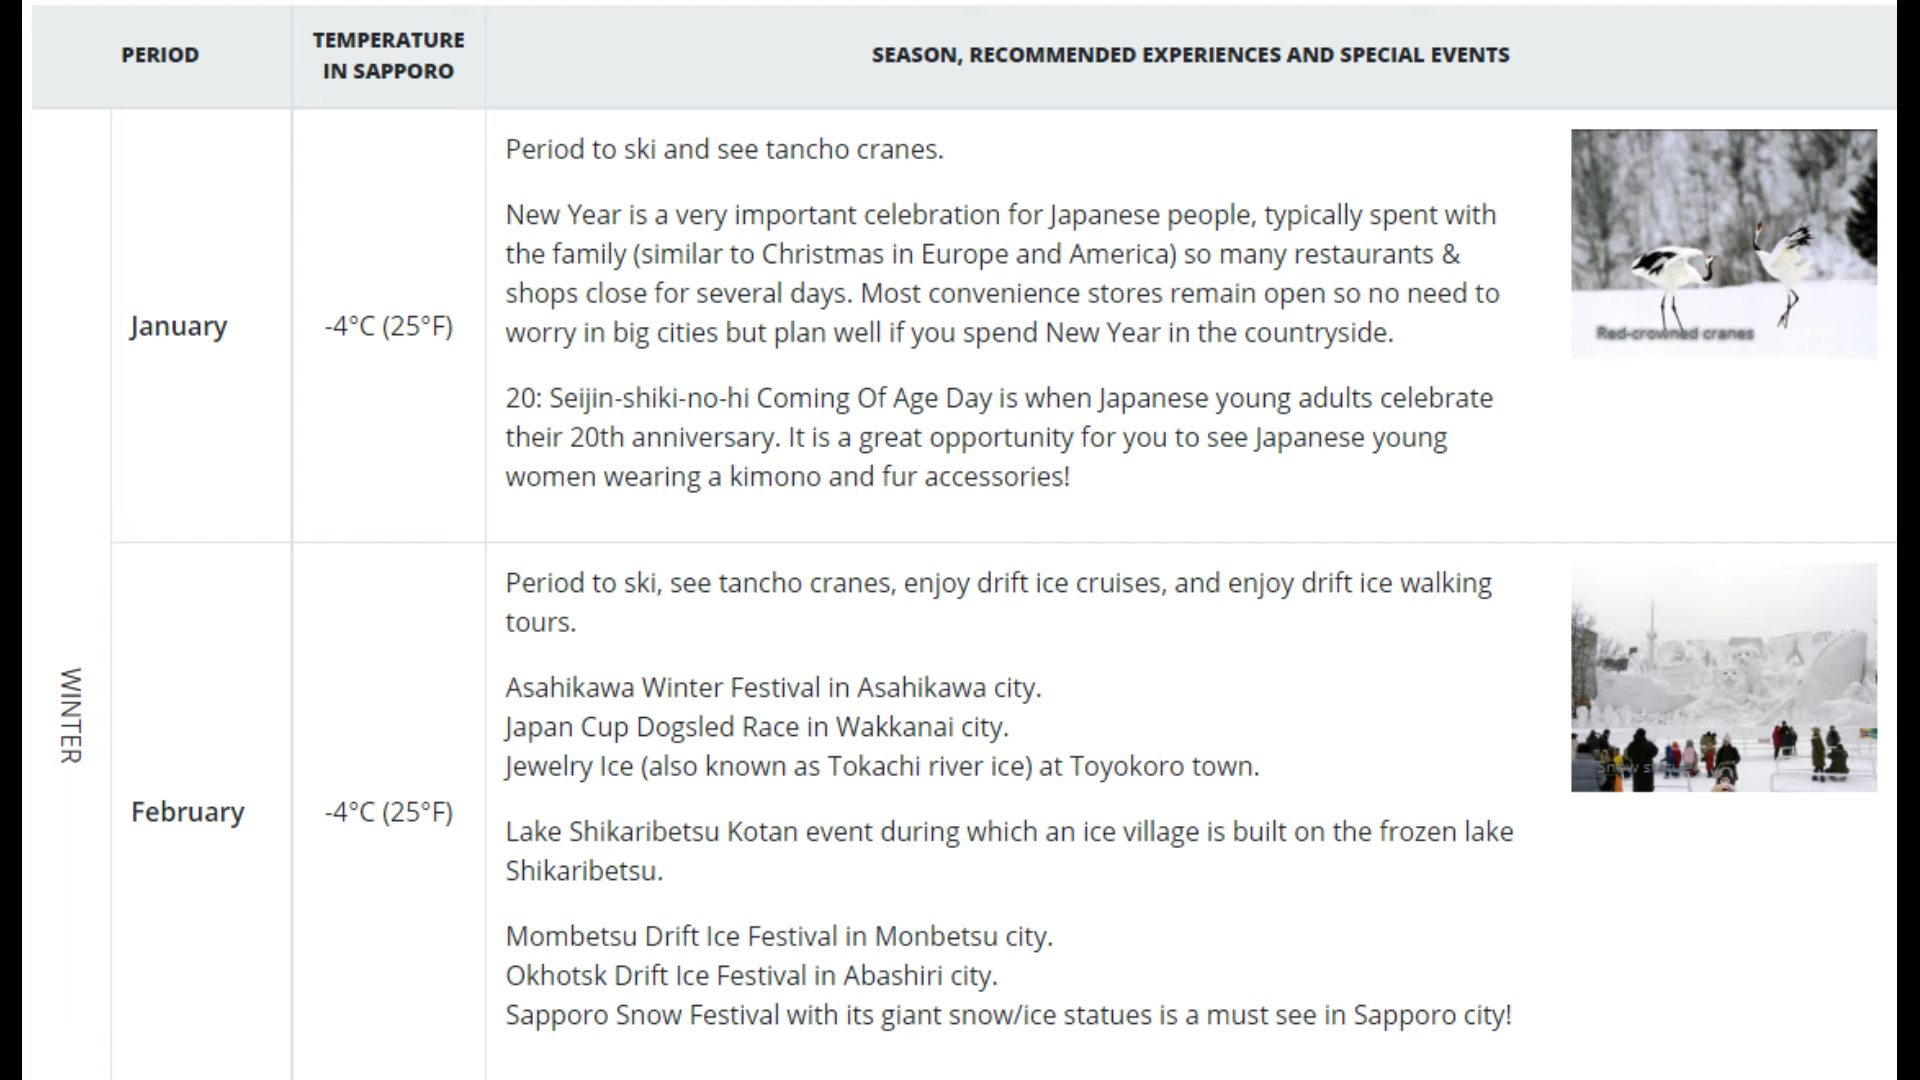 PERIOD
TEMPERATURE
IN SAPPORO
SEASON, RECOMMENDED EXPERIENCES AND SPECIAL EVENTS
WINTER
January
-4°C (25°F)
Period to ski and see tancho cranes.
New Year is a very important celebration for Japanese people, typically spent with
the family (similar to Christmas in Europe and America) so many restaurants &
shops close for several days. Most convenience stores remain open so no need to
worry in big cities but plan well if you spend New Year in the countryside.
20: Seijin-shiki-no-hi Coming Of Age Day is when Japanese young adults celebrate
their 20th anniversary. It is a great opportunity for you to see Japanese young
women wearing a kimono and fur accessories!
Red-crowned cranes
February
-4°C (25°F)
Period to ski, see tancho cranes, enjoy drift ice cruises, and enjoy drift ice walking
tours.
Asahikawa Winter Festival in Asahikawa city.
Japan Cup Dogsled Race in Wakkanai city.
Jewelry Ice (also known as Tokachi river ice) at Toyokoro town.
Lake Shikaribetsu Kotan event during which an ice village is built on the frozen lake
Shikaribetsu.
Mombetsu Drift Ice Festival in Monbetsu city.
Okhotsk Drift Ice Festival in Abashiri city.
Sapporo Snow Festival with its giant snow/ice statues is a must see in Sapporo city!
Snow